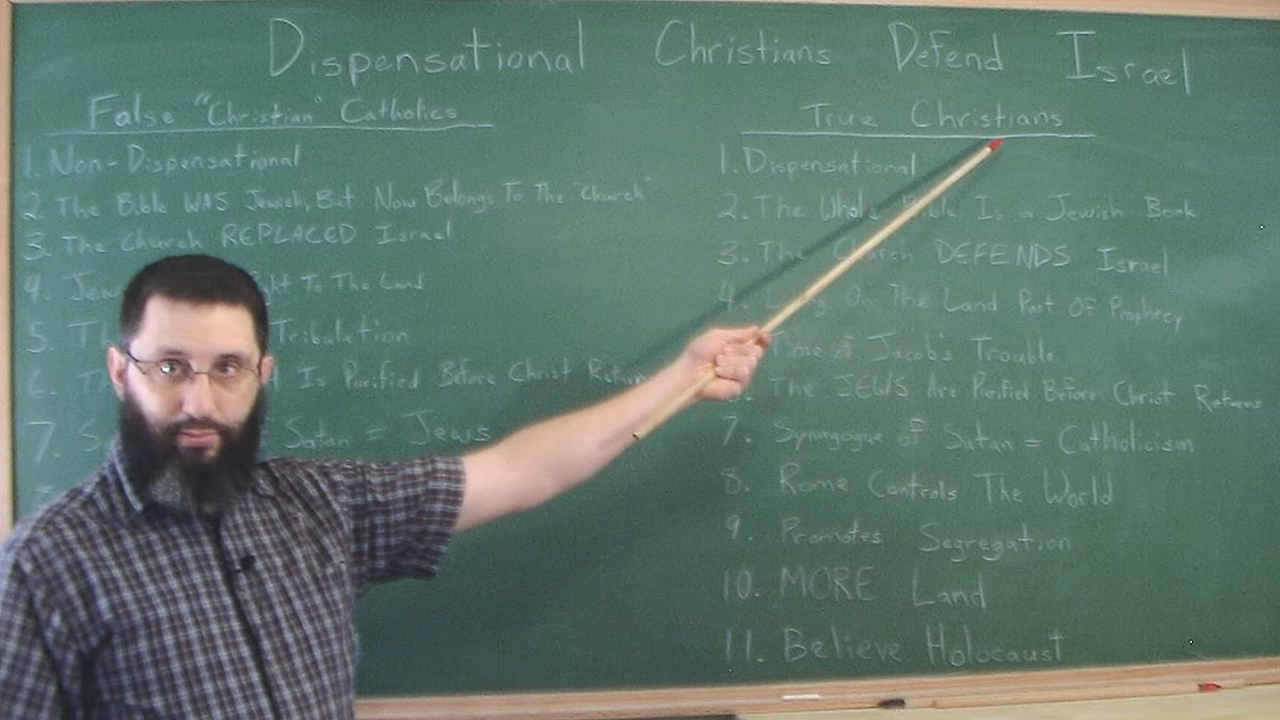 Dispensational Christians Defend Israel
False "Christian" Catholics
1. Non-Dispensational
2. The Bible WAS Jewish, But Now Belongs To The "Church"
3. The Church REPLACED Israel
4. To The Land
5. Tribulation
6. Is Purified Before Christ
7. Satan = Jews
True Christians
1. Dispensational
2. The Whole Bible Is a Jewish Book
3. The Church DEFENDS Israel
4. On The Land Part Of Prophecy
Time of Jacob's Trouble
The JEWS Are Purified Before Christ Returns
7. Synagogue of Satan = Catholicism
8. Rome Controls The World
9. Promotes Segregation
10. MORE Land
11. Believe Holocaust